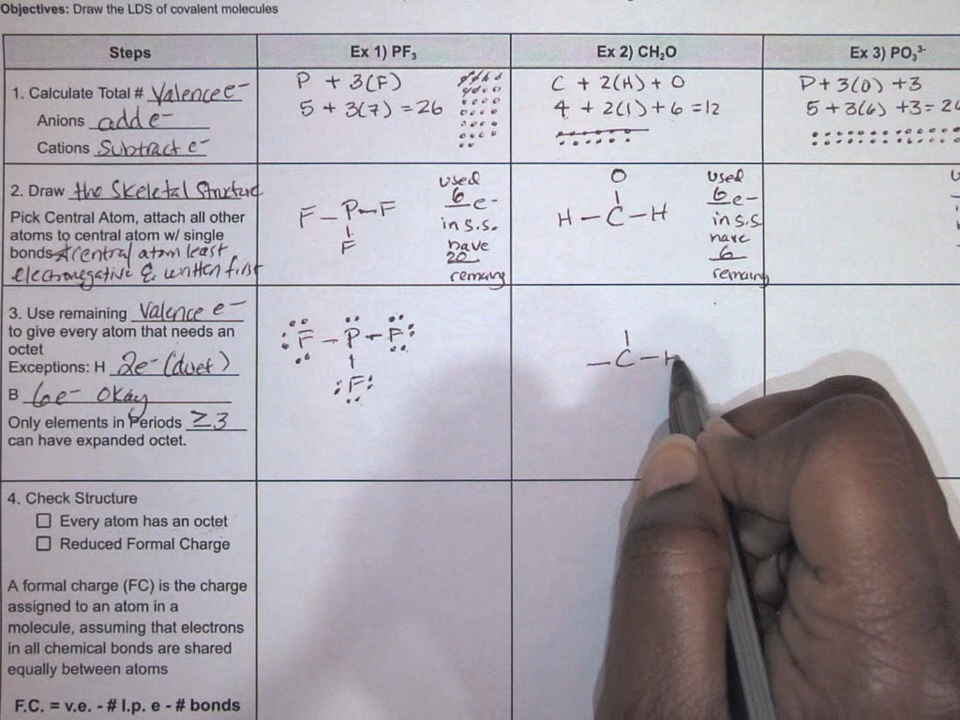 Objectives: Draw the LDS of covalent molecules
Steps
Ex 1) PF₃
Ex 2) CH₂O
Ex 3) PO₃³⁻
1. Calculate Total # Valence e⁻
Anions add e⁻
Cations Subtract e⁻
P + 3(F)
5 + 3(7) = 26
C + 2(H) + O
4 + 2(1) + 6 = 12
P + 3(O) + 3
5 + 3(6) + 3 =
2. Draw the Skeletal Structure
Pick Central Atom, attach all other
atoms to central atom w/ single
bonds * central atom least
electronegative & written first
F – P – F
F
used
6 e⁻
in s.s.
have
20
remaing
O
H – C – H
used
6 e⁻
in s.s
have
6
remaing
3. Use remaining Valence e⁻
to give every atom that needs an
octet
Exceptions: H 2e⁻ (duet)
B 6e⁻ okay
Only elements in Periods ≥3
can have expanded octet.
F – P – F
F
– C – H
4. Check Structure
Every atom has an octet
Reduced Formal Charge
A formal charge (FC) is the charge
assigned to an atom in a
molecule, assuming that electrons
in all chemical bonds are shared
equally between atoms
F.C. = v.e. - # l.p. e - # bonds